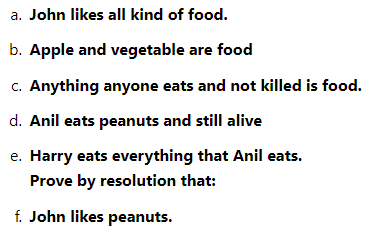 a. John likes all kind of food.
b. Apple and vegetable are food
c. Anything anyone eats and not killed is food.
d. Anil eats peanuts and still alive
e. Harry eats everything that Anil eats.
Prove by resolution that:
f. John likes peanuts.